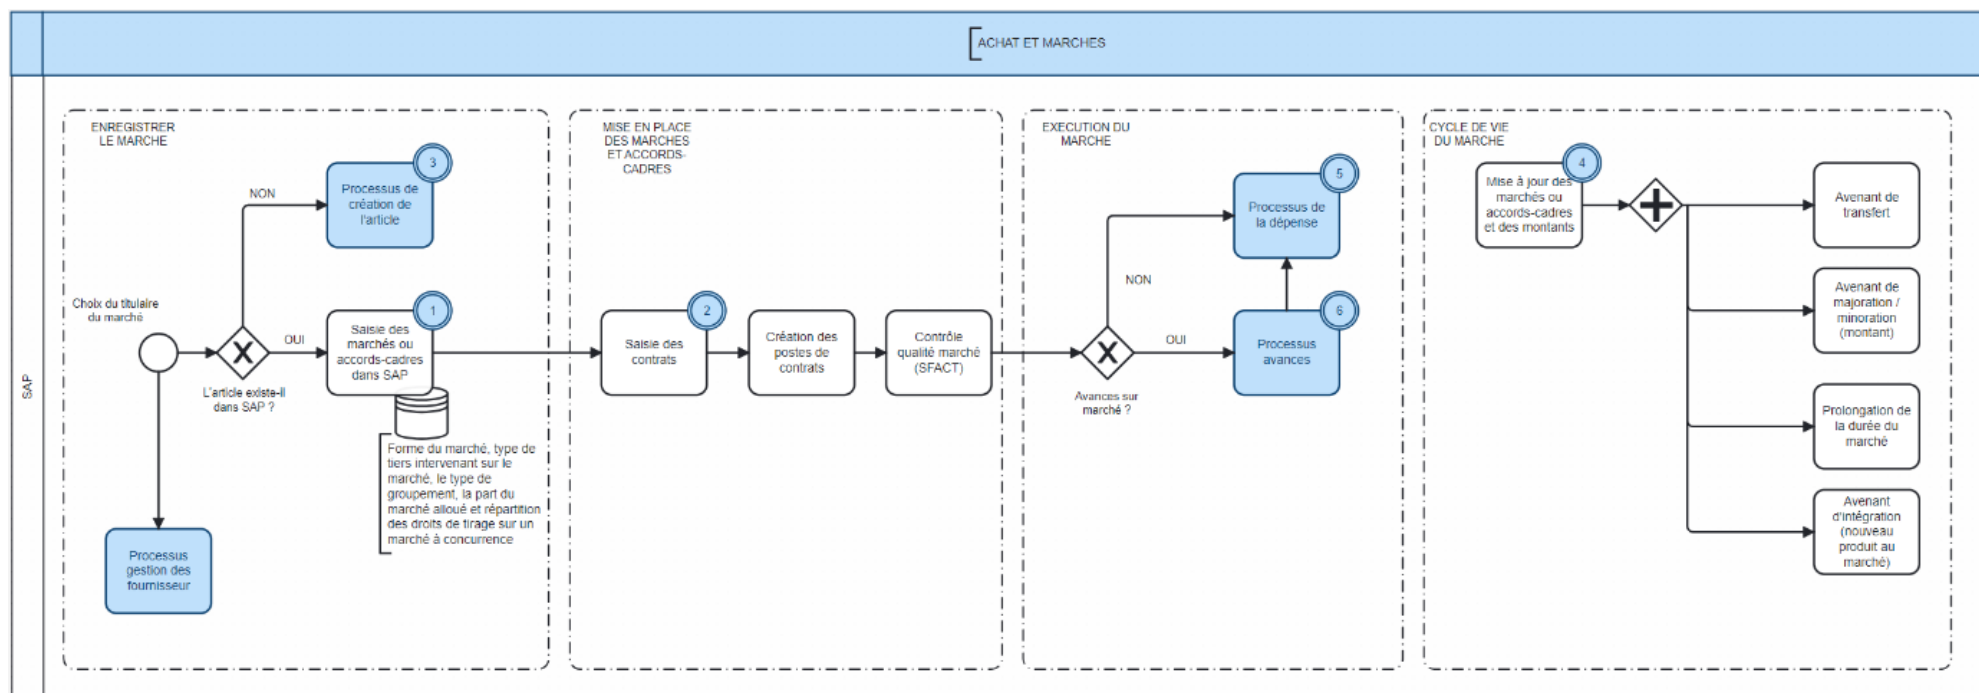 ACHAT ET MARCHES
SAP
ENREGISTRER
LE MARCHE
3
Processus de
création de
l'article
NON
Choix du titulaire
du marché
OUI
L'article existe-il
dans SAP ?
1
Saisie des
marchés ou
accords-cadres
dans SAP
Forme du marché, type de
tiers intervenant sur le
marché, le type de
groupement, la part du
marché alloué et répartition
des droits de tirage sur un
marché à concurrence
Processus
gestion des
fournisseur
MISE EN PLACE
DES MARCHES
ET ACCORDS-
CADRES
2
Saisie des
contrats
Création des
postes de
contrats
Contrôle
qualité marché
(SFACT)
EXECUTION DU
MARCHE
5
Processus de
la dépense
NON
OUI
Avances sur
marché ?
6
Processus
avances
CYCLE DE VIE
DU MARCHE
4
Mise à jour des
marchés ou
accords-cadres
et des montants
Avenant de
transfert
Avenant de
majoration /
minoration
(montant)
Prolongation de
la durée du
marché
Avenant
d'intégration
(nouveau
produit au
marché)